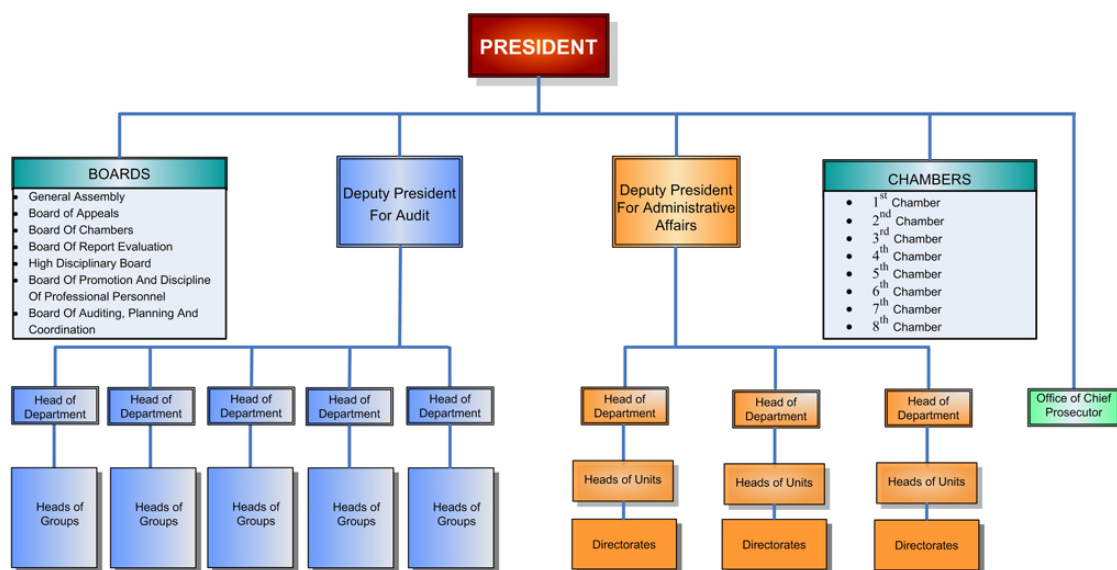 PRESIDENT
BOARDS
General Assembly
Board of Appeals
Board Of Chambers
Board Of Report Evaluation
High Disciplinary Board
Board Of Promotion And Discipline
Of Professional Personnel
Board Of Auditing, Planning And
Coordination
Deputy President
For Audit
Deputy President
For Administrative
Affairs
CHAMBERS
1st Chamber
2nd Chamber
3rd Chamber
4th Chamber
5th Chamber
6th Chamber
7th Chamber
8th Chamber
Head of
Department
Head of
Department
Head of
Department
Head of
Department
Head of
Department
Head of
Department
Head of
Department
Head of
Department
Office of Chief
Prosecutor
Heads of
Groups
Heads of
Groups
Heads of
Groups
Heads of
Groups
Heads of
Groups
Heads of Units
Heads of Units
Heads of Units
Directorates
Directorates
Directorates